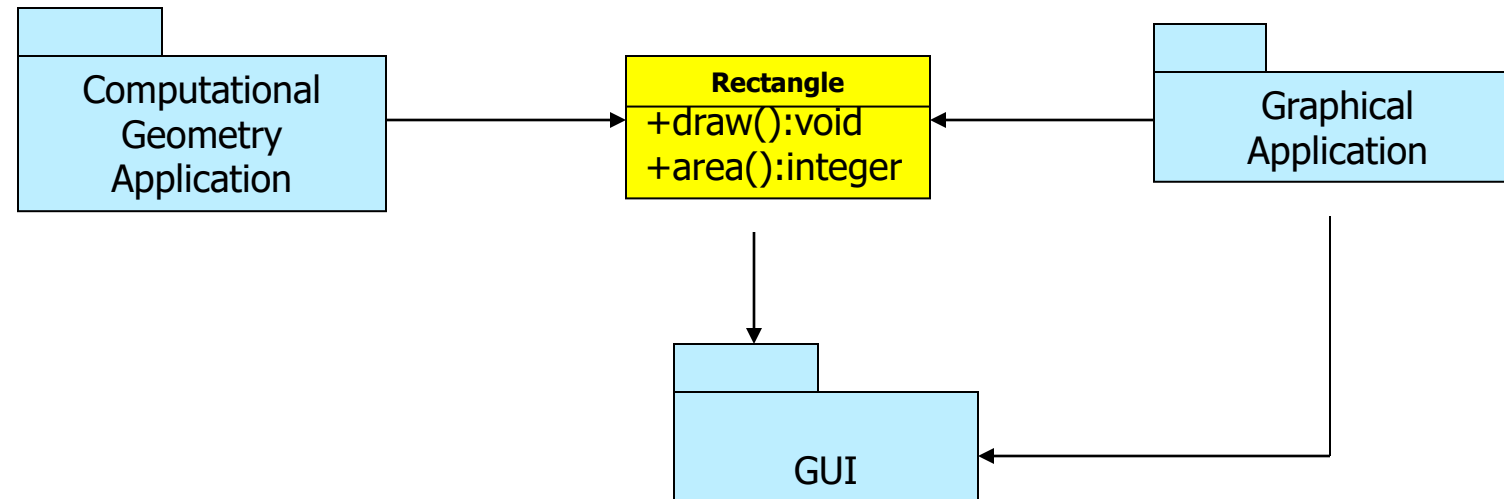 Computational
Geometry
Application
Rectangle
+draw():void
+area():integer
Graphical
Application
GUI